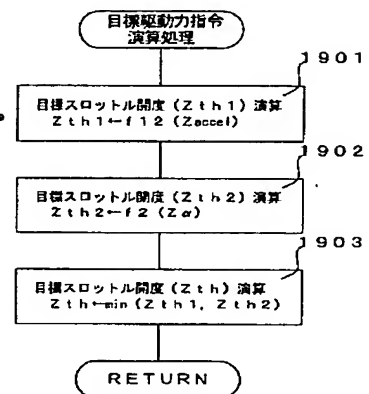 目標駆動力指令
演算処理
1901
目標スロットル開度(Zth1)演算
Zth1←f12(Zaccel)
1902
目標スロットル開度(Zth2)演算
Zth2←f2(Zα)
1903
目標スロットル開度(Zth)演算
Zth←min(Zth1, Zth2)
RETURN